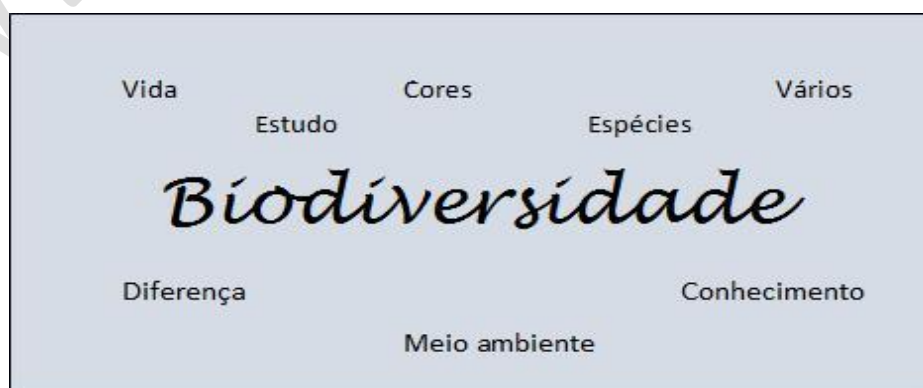 Vida Cores Vários
Estudo Espécies
Biodiversidade
Diferença Conhecimento
Meio ambiente